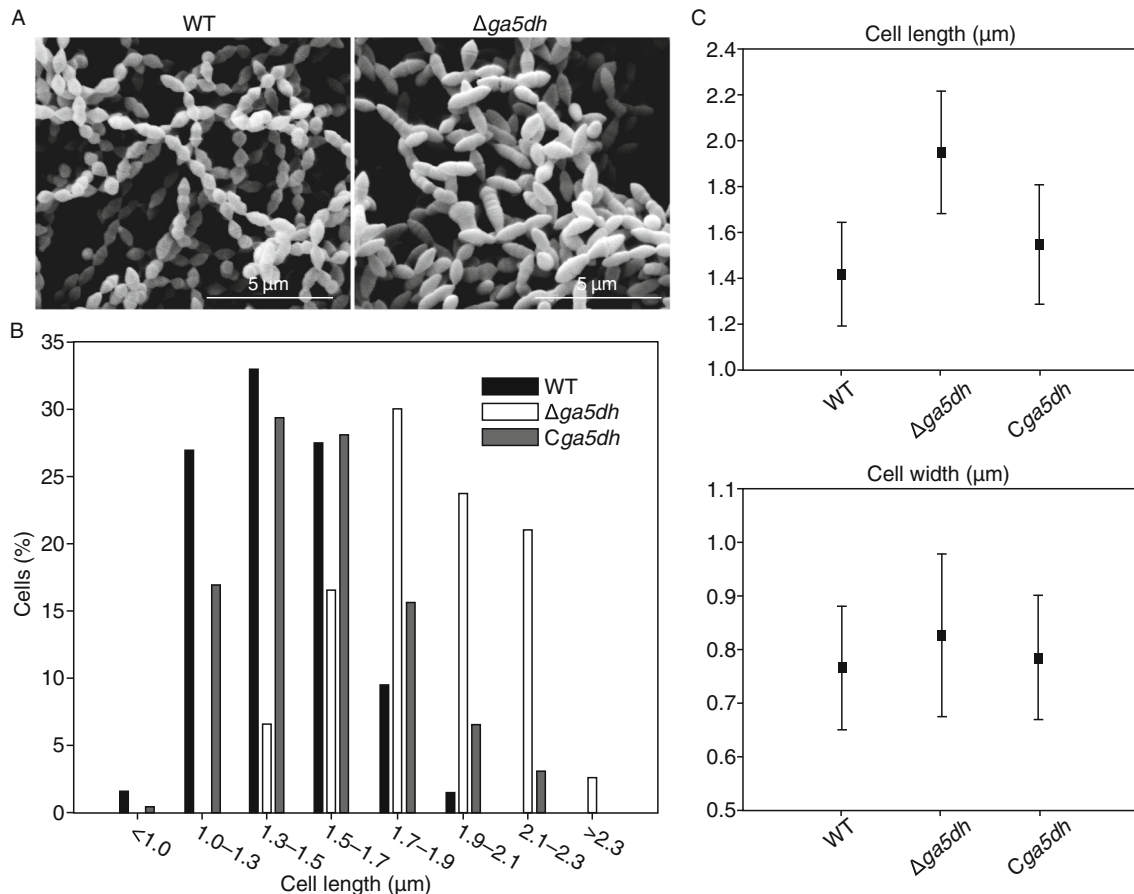 A
WT
Δga5dh
5 µm
5 µm
B
Cells (%)
35
30
25
20
15
10
5
0
WT
Δga5dh
Cga5dh
<1.0
1.0–1.3
1.3–1.5
1.5–1.7
1.7–1.9
1.9–2.1
2.1–2.3
>2.3
Cell length (µm)
C
Cell length (µm)
2.4
2.2
2.0
1.8
1.6
1.4
1.2
1.0
WT
Δga5dh
Cga5dh
Cell width (µm)
1.1
1.0
0.9
0.8
0.7
0.6
0.5
WT
Δga5dh
Cga5dh